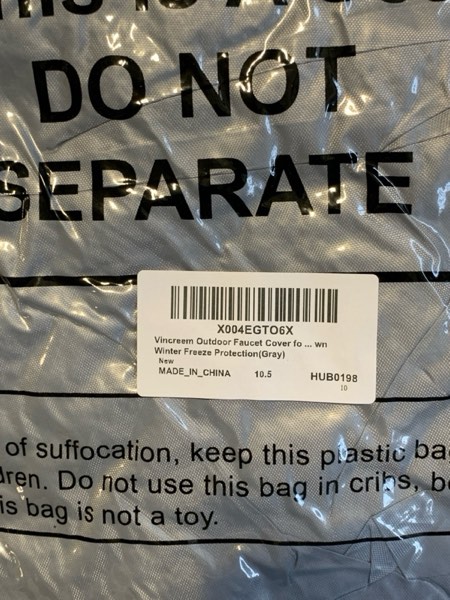 DO NOT
SEPARATE
X004EGTO6X
Vincreem Outdoor Faucet Cover fo ... wn
Winter Freeze Protection(Gray)
New
MADE_IN_CHINA 10.5 HUB0198
10
of suffocation, keep this plastic ba
dren. Do not use this bag in cribs, b
is bag is not a toy.